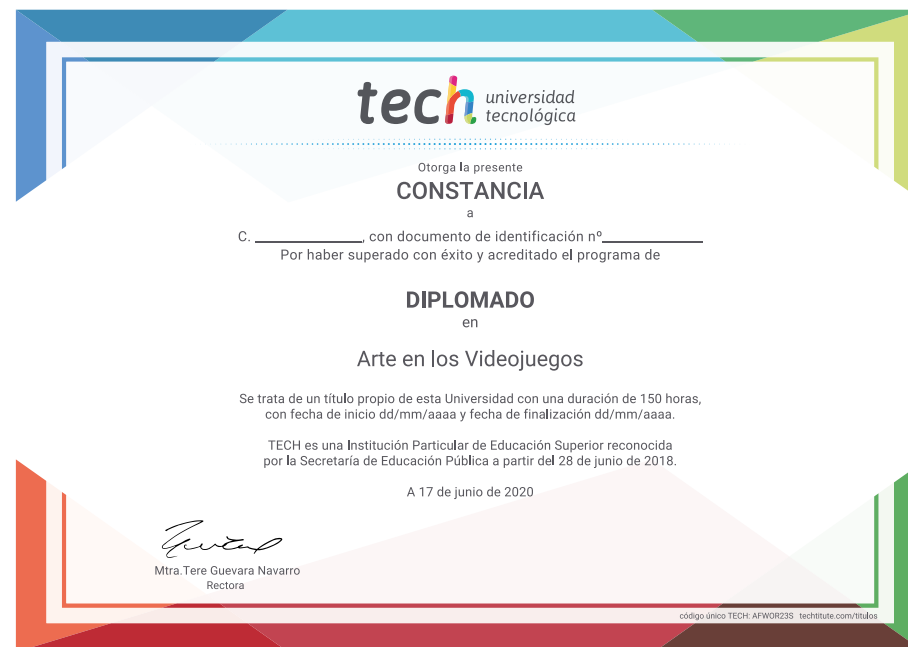 tech universidad
tecnológica
Otorga la presente
CONSTANCIA
a
C. ____________, con documento de identificación nº____________
Por haber superado con éxito y acreditado el programa de
DIPLOMADO
en
Arte en los Videojuegos
Se trata de un título propio de esta Universidad con una duración de 150 horas,
con fecha de inicio dd/mm/aaaa y fecha de finalización dd/mm/aaaa.
TECH es una Institución Particular de Educación Superior reconocida
por la Secretaría de Educación Pública a partir del 28 de junio de 2018.
A 17 de junio de 2020
Mtra.Tere Guevara Navarro
Rectora
código único TECH: AFWOR23S techtitute.com/titulos